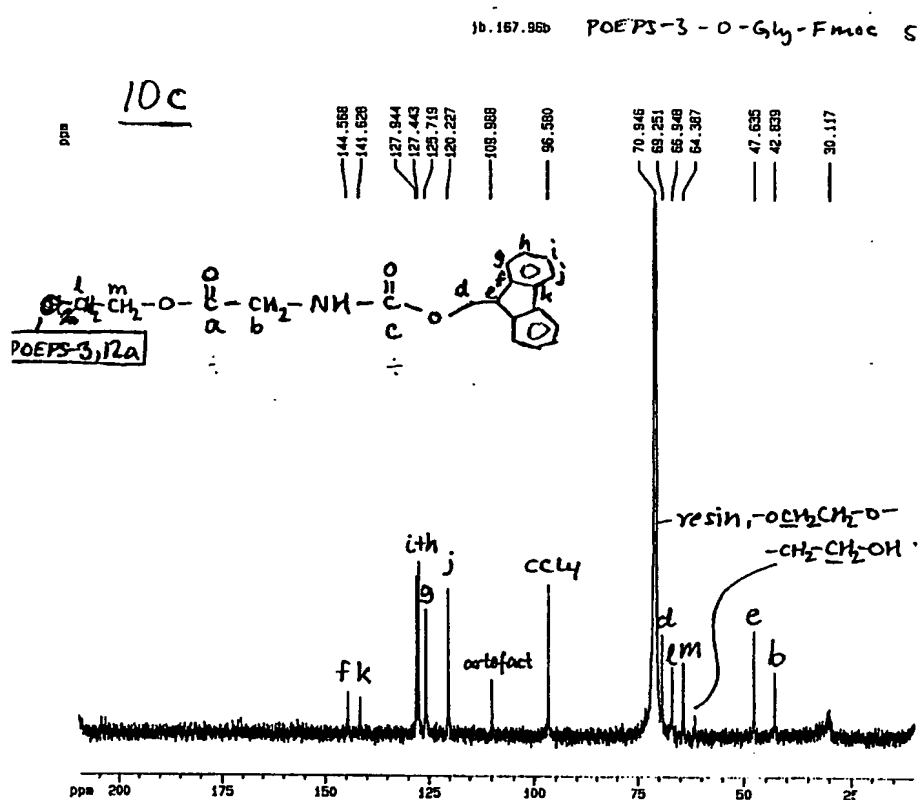 jb.167.96b POEPS-3-O-Gly-Fmoc 5
10c
ppm
144.568
141.628
127.944
127.443
125.719
120.227
109.988
96.580
70.946
69.251
66.948
64.387
47.635
42.839
30.117
l m
CH₂-O-C-CH₂-NH-C-O
O O
a b c d e f g h i j k
POEPS-3, 12a
÷ ÷
resin, -OCH₂CH₂-O-
-CH₂-CH₂-OH
i+h
g
j
CCl4
f k
artefact
d
l m
e
b
ppm 200 175 150 125 100 75 50 25